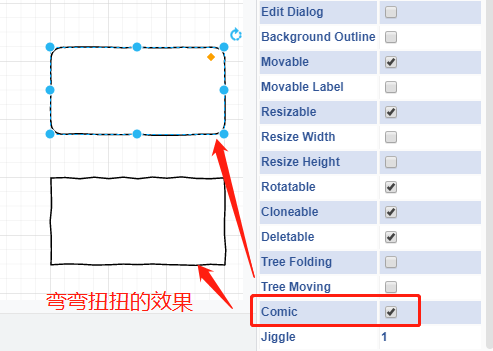 Edit Dialog
Background Outline
Movable
Movable Label
Resizable
Resize Width
Resize Height
Rotatable
Cloneable
Deletable
Tree Folding
Tree Moving
Comic
Jiggle 1
弯弯扭扭的效果